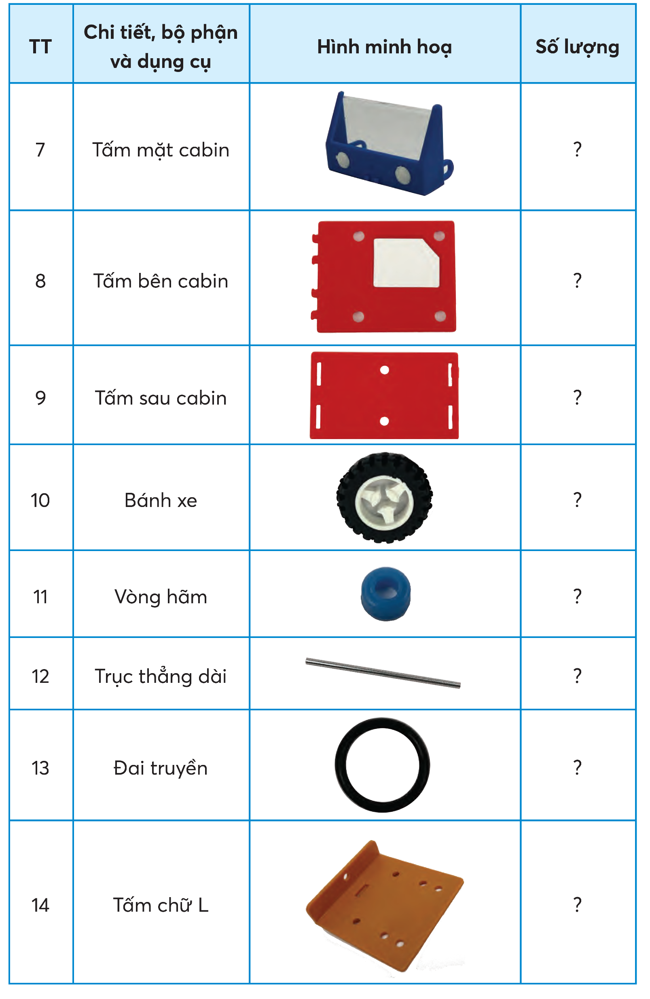 TT
Chi tiết, bộ phận
và dụng cụ
Hình minh hoạ
Số lượng
7
Tấm mặt cabin
?
8
Tấm bên cabin
?
9
Tấm sau cabin
?
10
Bánh xe
?
11
Vòng hãm
?
12
Trục thẳng dài
?
13
Đai truyền
?
14
Tấm chữ L
?